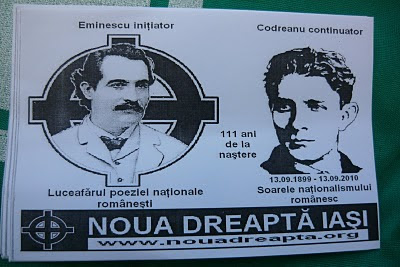 Eminescu inițiator
Codreanu continuator
111 ani
de la
naștere
Luceafărul poeziei naționale
românești
13.09.1899 - 13.09.2010
Soarele naționalismului
românesc
NOUA DREAPTĂ IAȘI
www.nouadreapta.org